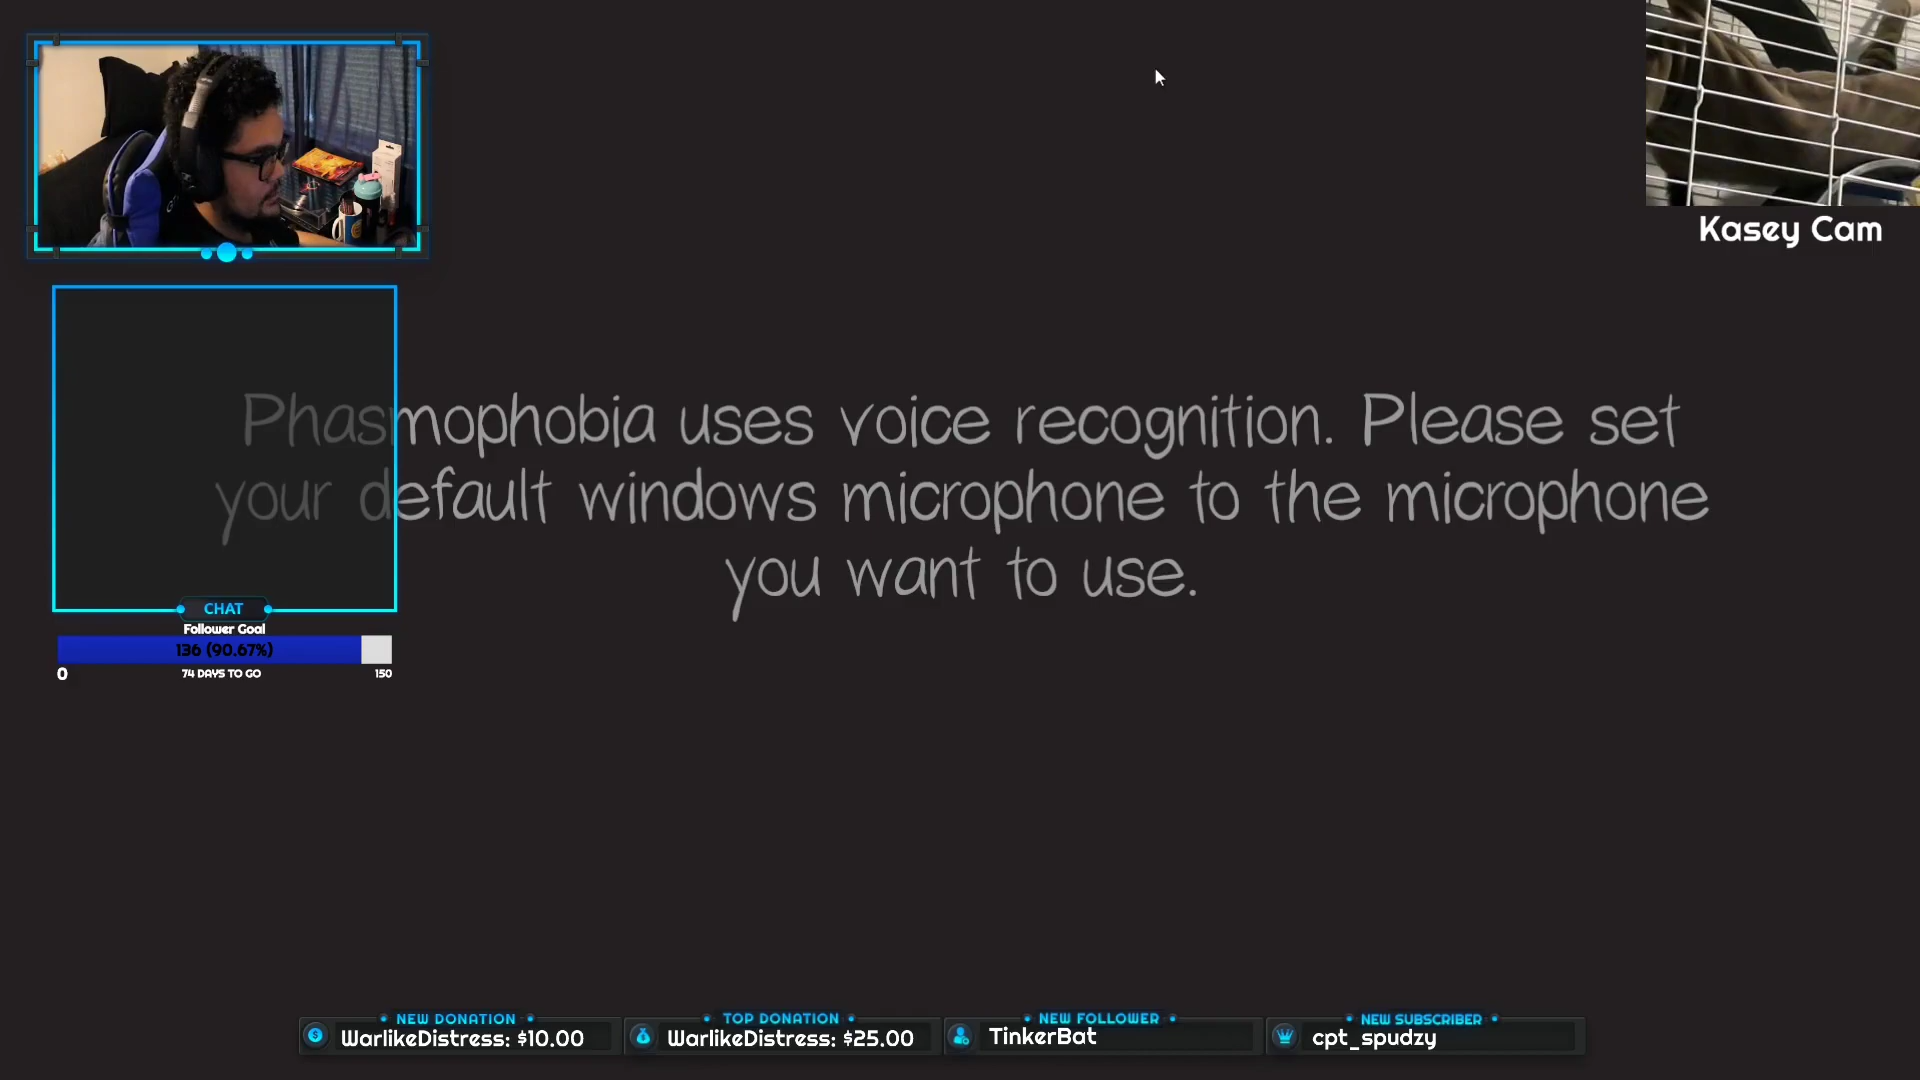 Kasey Cam
Phasmophobia uses voice recognition. Please set
your default windows microphone to the microphone
you want to use.
CHAT
Follower Goal
136 (90.67%)
0 74 DAYS TO GO 150
NEW DONATION
WarlikeDistress: $10.00
TOP DONATION
WarlikeDistress: $25.00
NEW FOLLOWER
TinkerBat
NEW SUBSCRIBER
cpt_spudzy